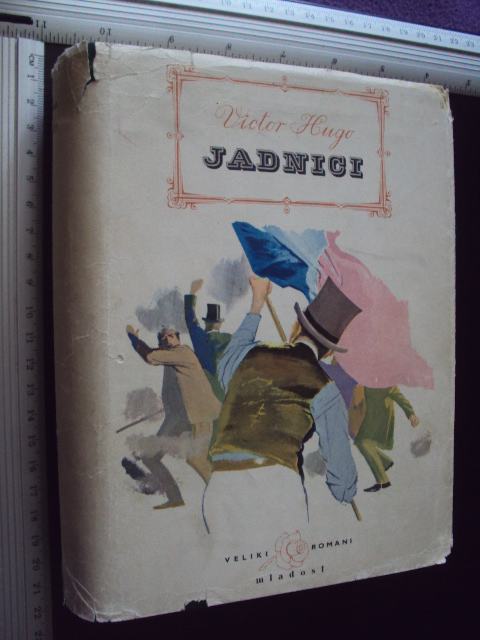 Victor Hugo
JADNICI
VELIKI ROMANI
mladost